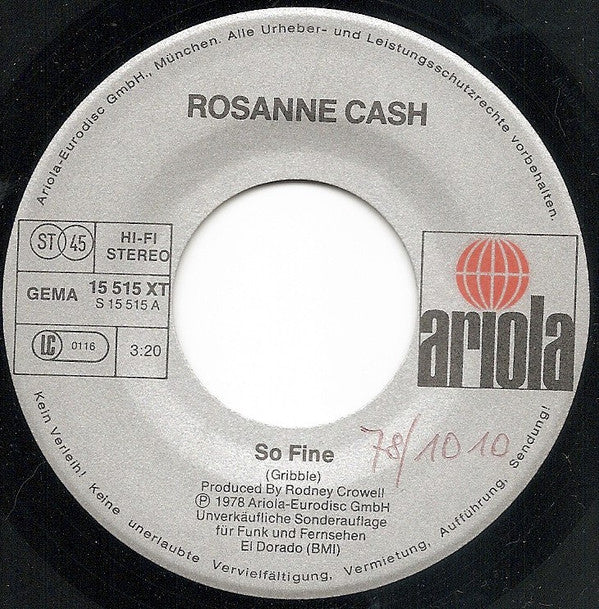 Ariola-Eurodisc GmbH., München. Alle Urheber- und Leistungsschutzrechte vorbehalten.
ROSANNE CASH
ST 45
HI-FI
STEREO
GEMA
15 515 XT
S 15 515 A
LC 0116
3:20
ariola
So Fine
78/1010
(Gribble)
Produced By Rodney Crowell
Ⓟ 1978 Ariola-Eurodisc GmbH
Unverkäufliche Sonderauflage
für Funk und Fernsehen
El Dorado (BMI)
Kein Verleih! Keine unerlaubte Vervielfältigung, Vermietung, Aufführung, Sendung!